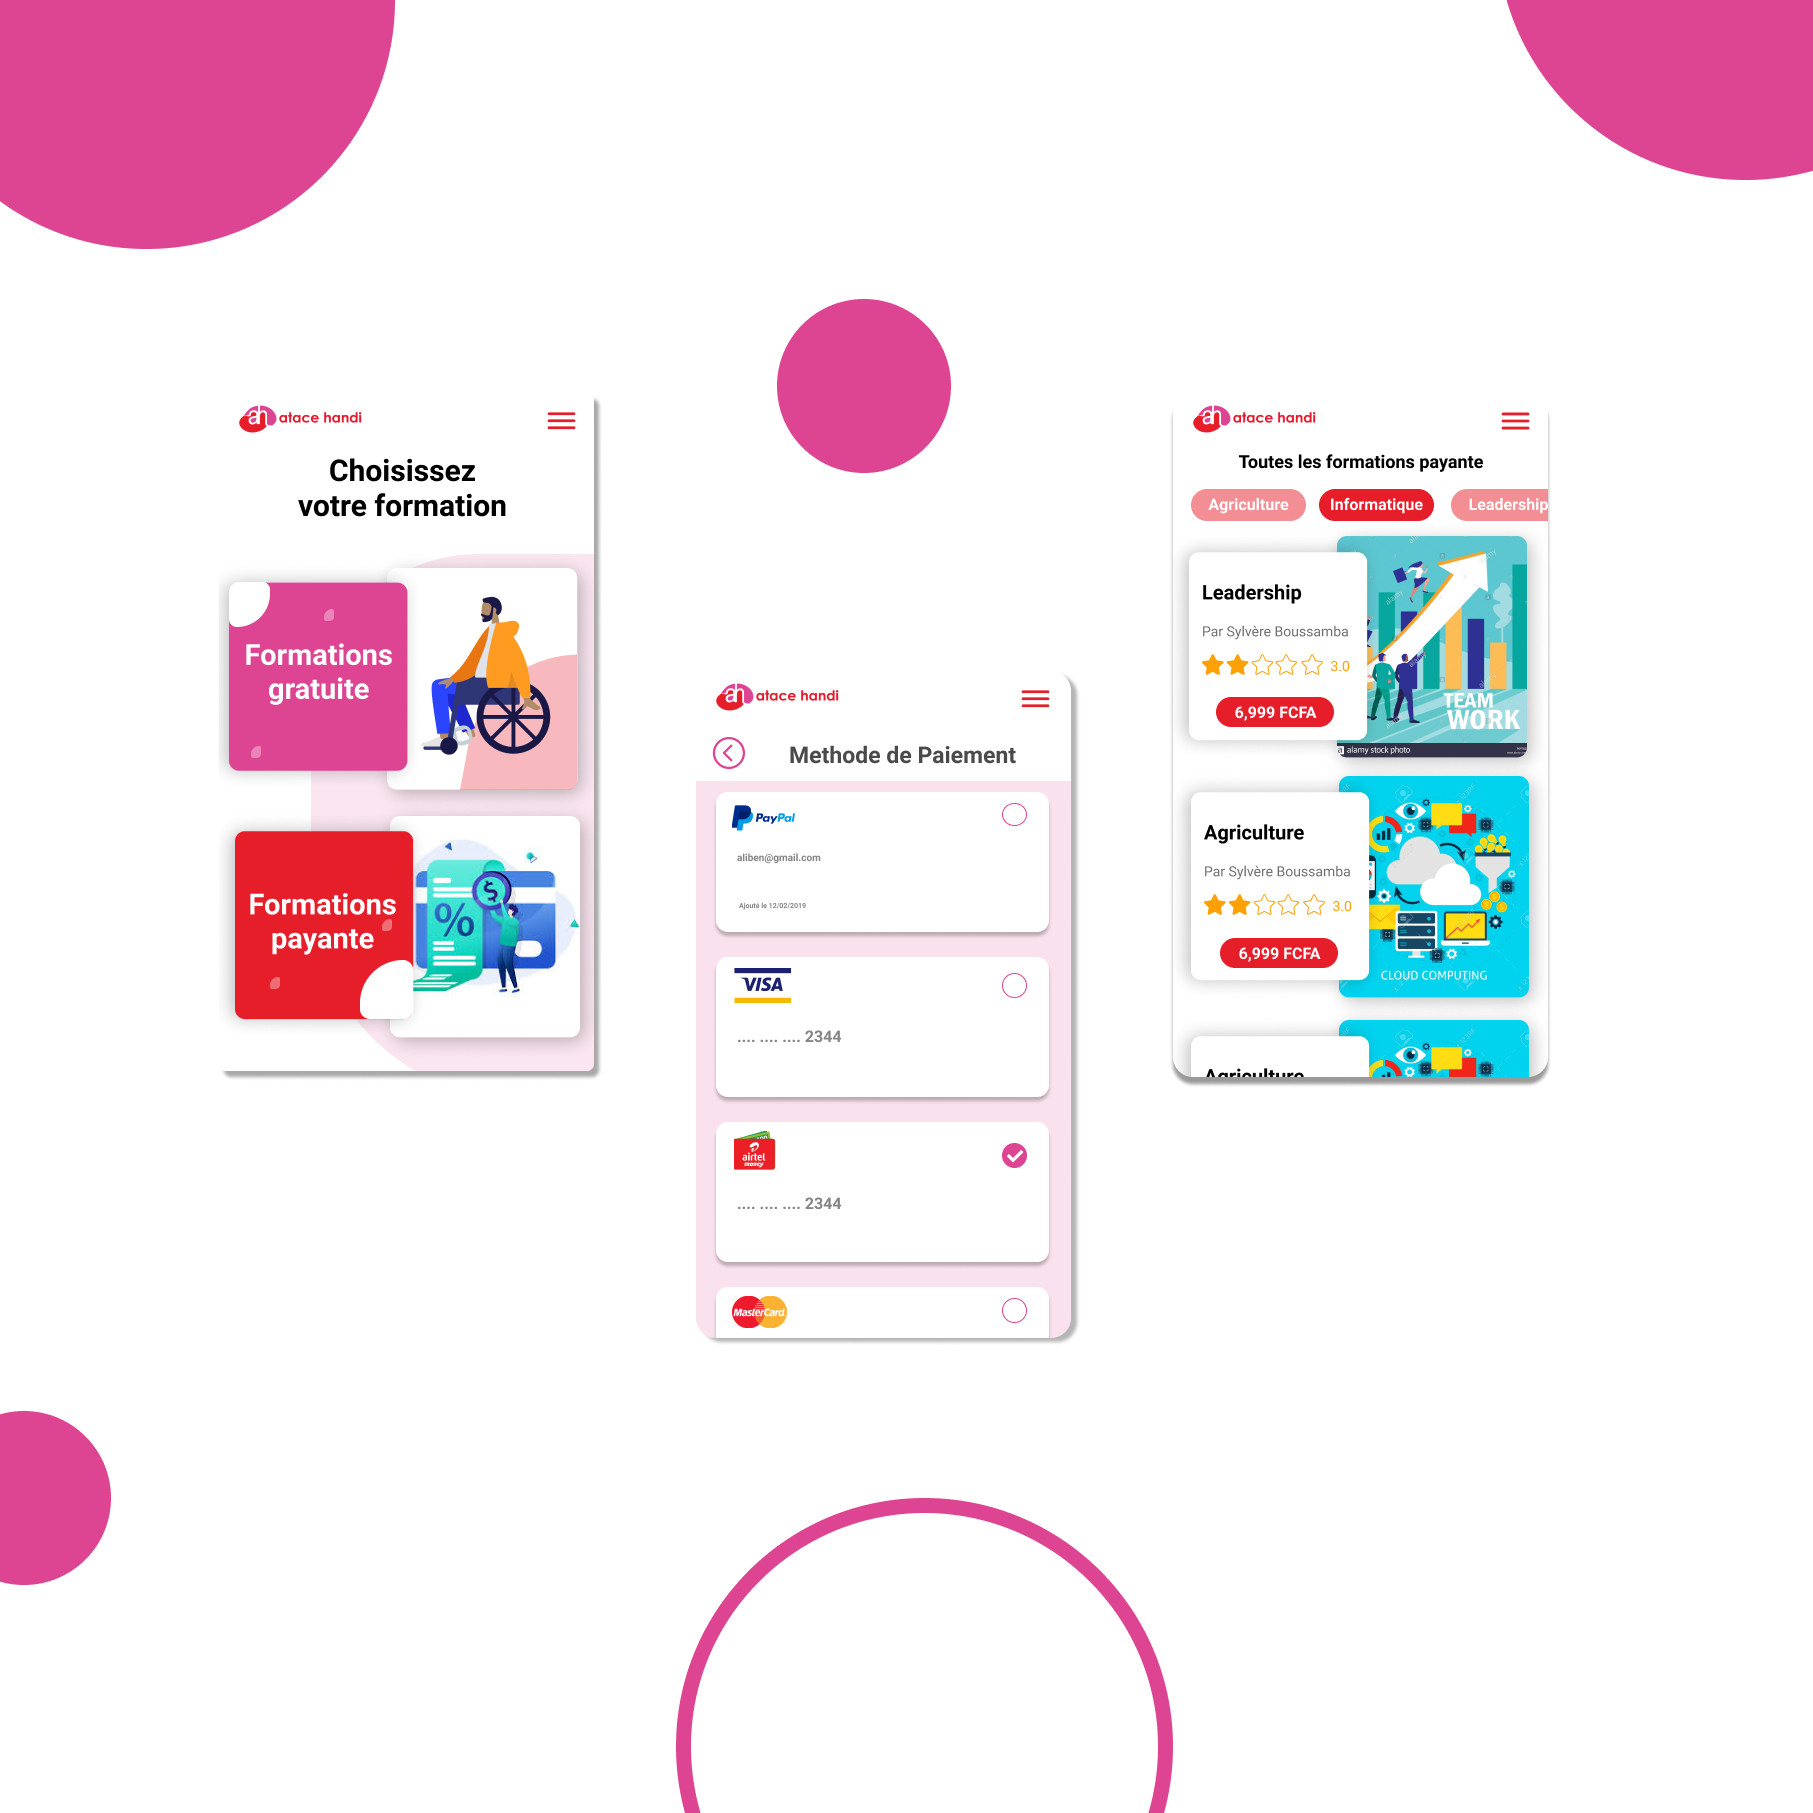 ah atace handi
Choisissez
votre formation
Formations
gratuite
Formations
payante
%
$
ah atace handi
Methode de Paiement
PayPal
aliben@gmail.com
Ajouté le 12/02/2019
VISA
.... .... .... 2344
airtel
money
.... .... .... 2344
MasterCard
ah atace handi
Toutes les formations payante
Agriculture
Informatique
Leadership
Leadership
Par Sylvère Boussamba
3.0
6,999 FCFA
TEAM
WORK
a alamy stock photo
Agriculture
Par Sylvère Boussamba
3.0
6,999 FCFA
CLOUD COMPUTING
Agriculture